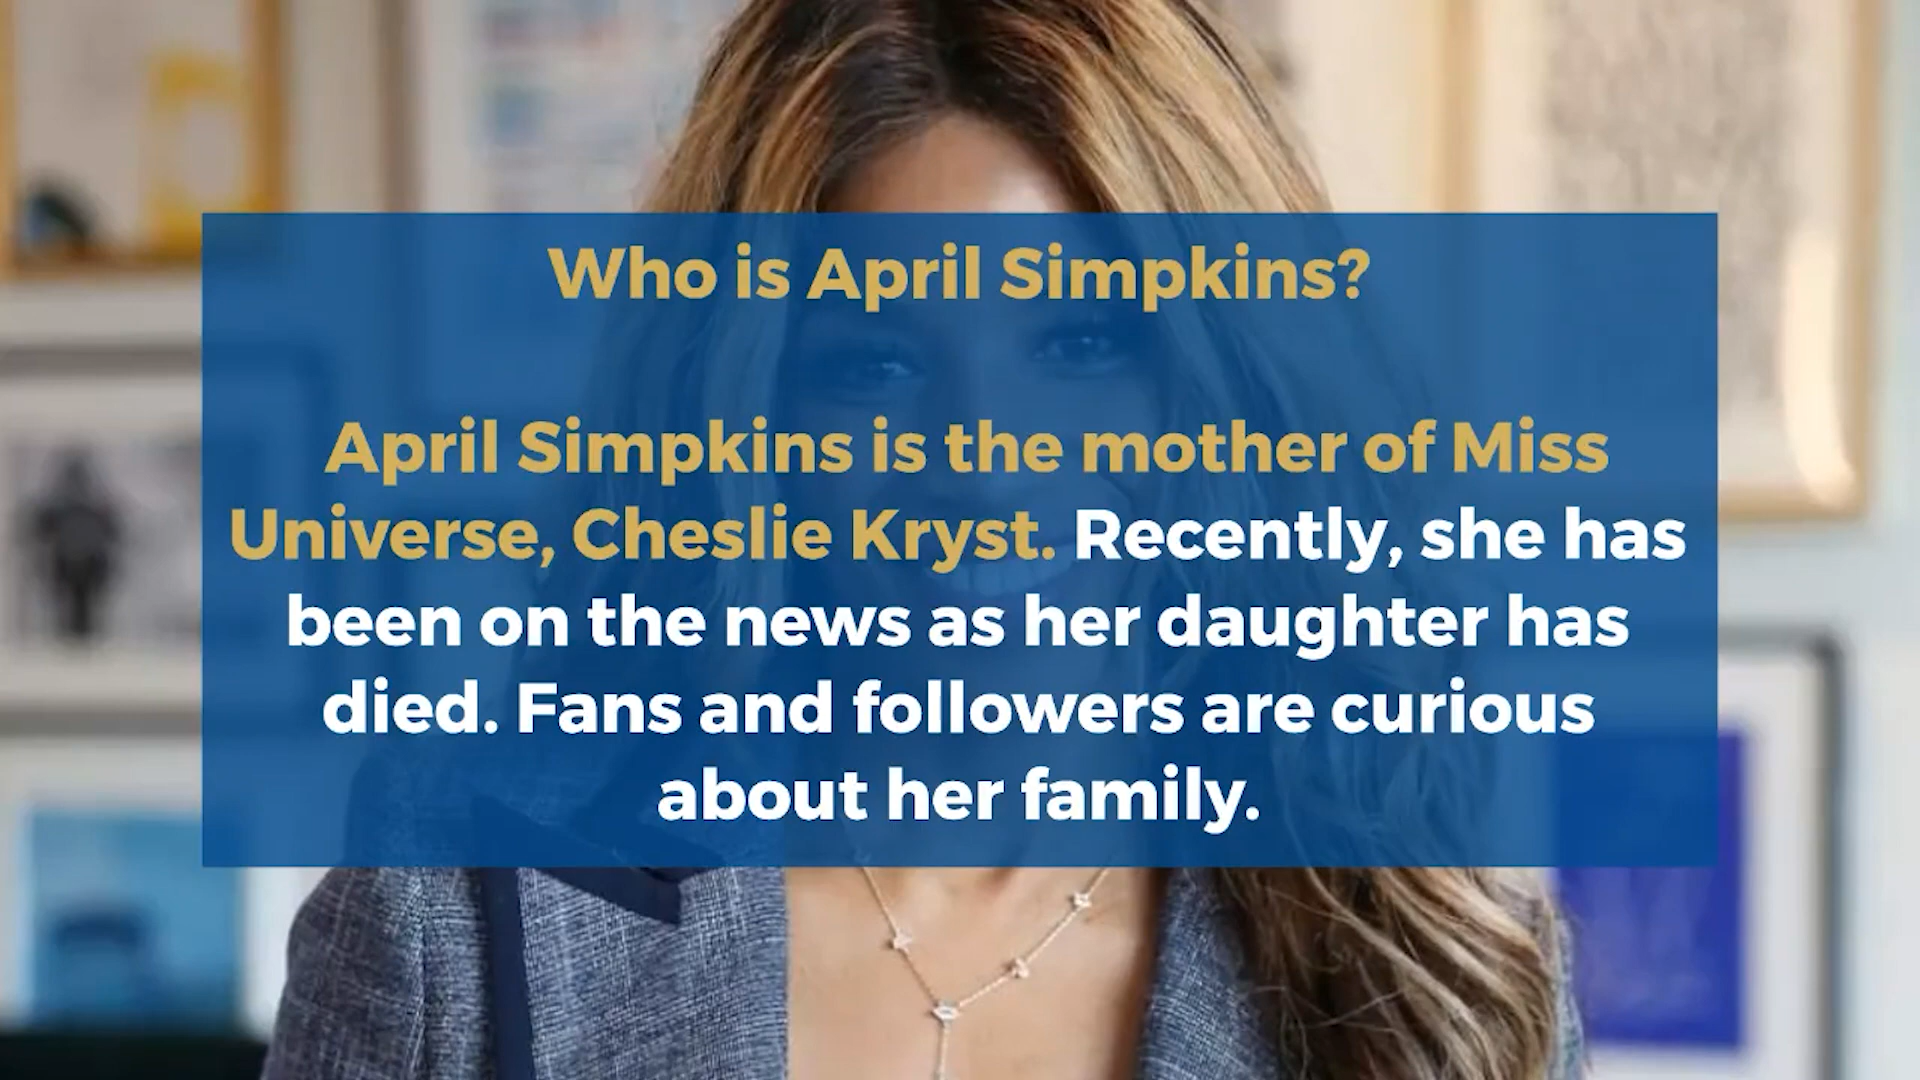 Who is April Simpkins?
April Simpkins is the mother of Miss
Universe, Cheslie Kryst. Recently, she has
been on the news as her daughter has
died. Fans and followers are curious
about her family.